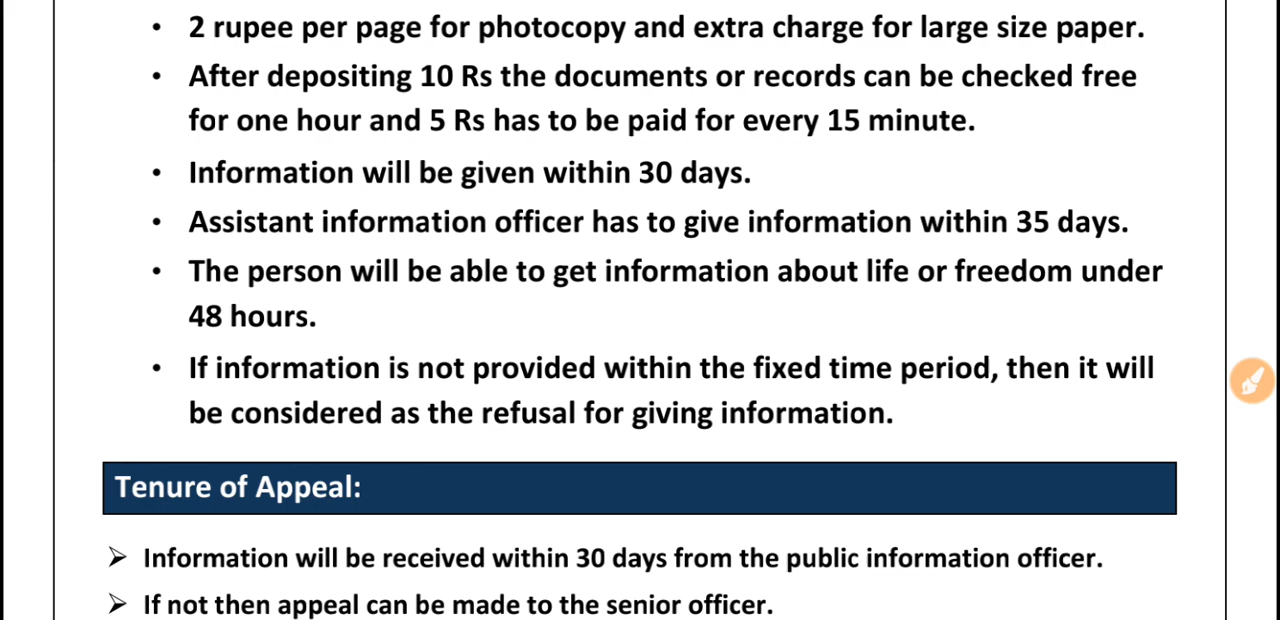 • 2 rupee per page for photocopy and extra charge for large size paper.
• After depositing 10 Rs the documents or records can be checked free
for one hour and 5 Rs has to be paid for every 15 minute.
• Information will be given within 30 days.
• Assistant information officer has to give information within 35 days.
• The person will be able to get information about life or freedom under
48 hours.
• If information is not provided within the fixed time period, then it will
be considered as the refusal for giving information.
Tenure of Appeal:
➢ Information will be received within 30 days from the public information officer.
➢ If not then appeal can be made to the senior officer.